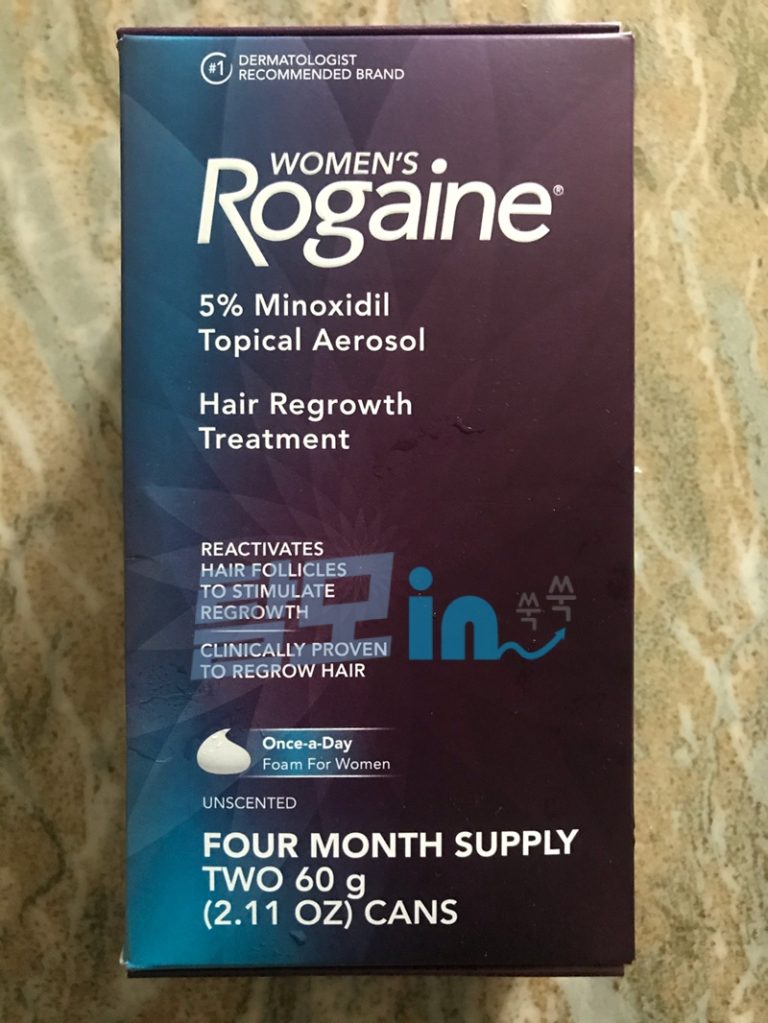 #1 DERMATOLOGIST
RECOMMENDED BRAND
WOMEN'S
Rogaine®
5% Minoxidil
Topical Aerosol
Hair Regrowth
Treatment
REACTIVATES
HAIR FOLLICLES
TO STIMULATE
REGROWTH
CLINICALLY PROVEN
TO REGROW HAIR
in 쑥쑥
Once-a-Day
Foam For Women
UNSCENTED
FOUR MONTH SUPPLY
TWO 60 g
(2.11 OZ) CANS